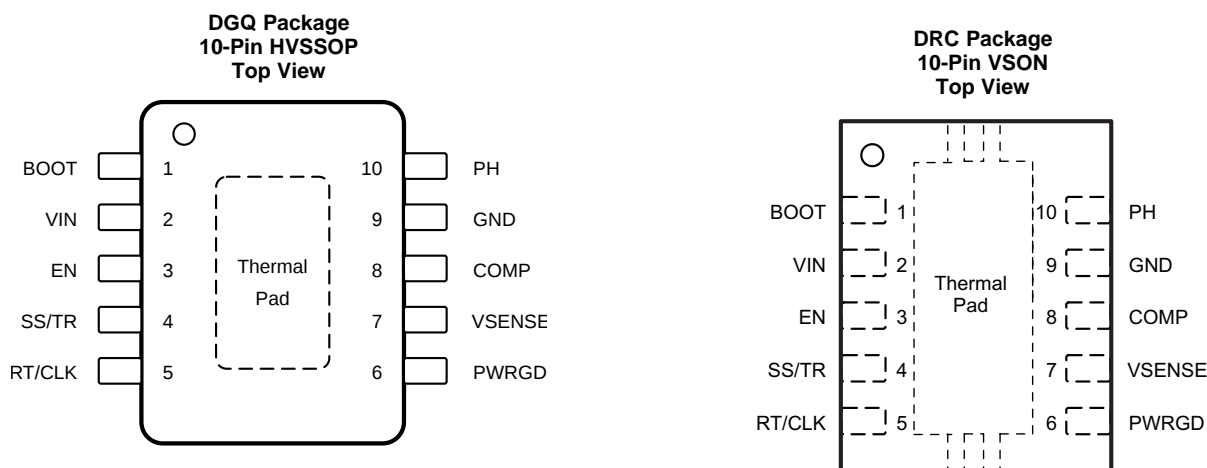 DGQ Package
10-Pin HVSSOP
Top View
BOOT 1 10 PH
VIN 2 9 GND
EN 3 8 COMP
SS/TR 4 7 VSENSE
RT/CLK 5 6 PWRGD
Thermal
Pad
DRC Package
10-Pin VSON
Top View
BOOT 1 10 PH
VIN 2 9 GND
EN 3 8 COMP
SS/TR 4 7 VSENSE
RT/CLK 5 6 PWRGD
Thermal
Pad